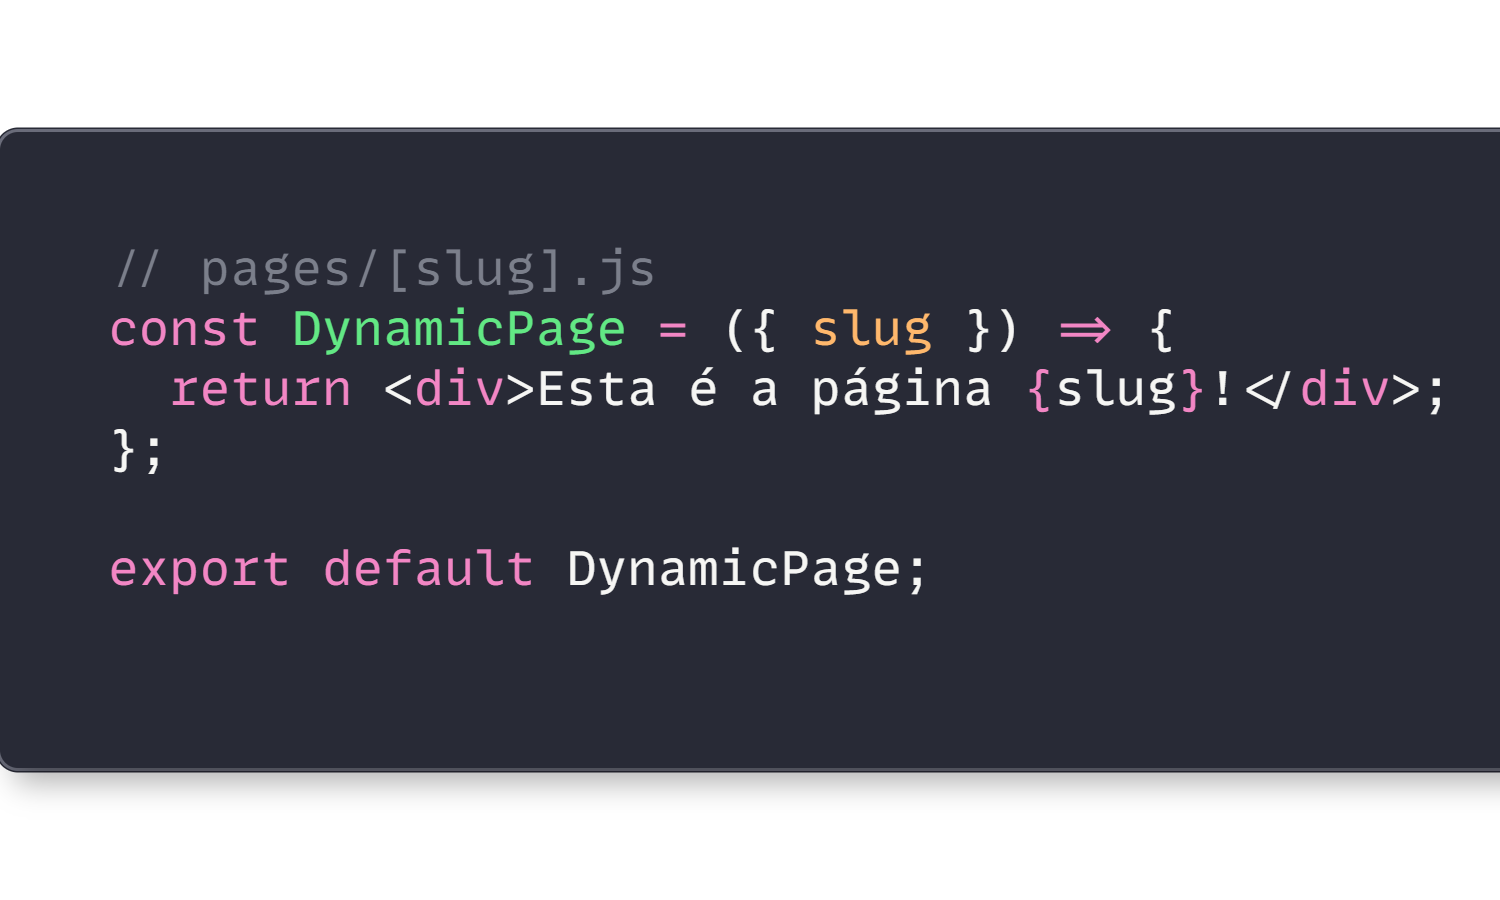 // pages/[slug].js
const DynamicPage = ({ slug }) => {
  return <div>Esta é a página {slug}!</div>;
};
export default DynamicPage;